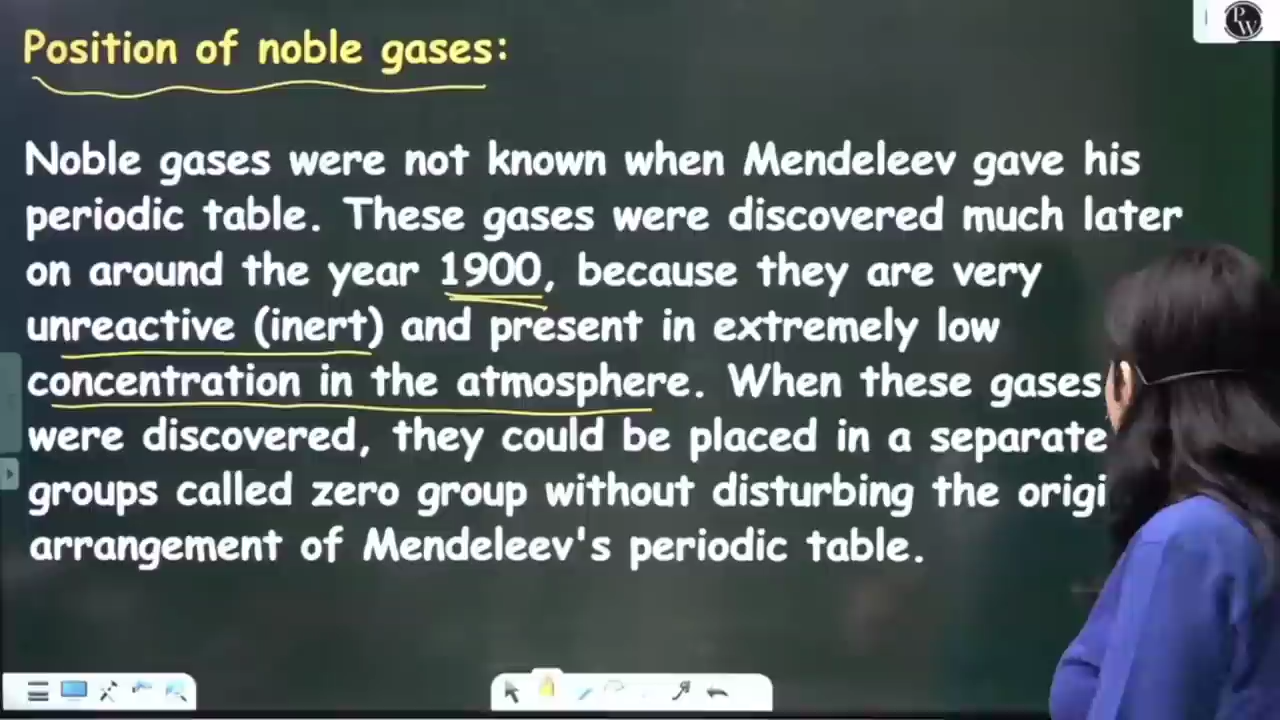 Position of noble gases:
PW
Noble gases were not known when Mendeleev gave his
periodic table. These gases were discovered much later
on around the year 1900, because they are very
unreactive (inert) and present in extremely low
concentration in the atmosphere. When these gases
were discovered, they could be placed in a separate
groups called zero group without disturbing the origi
arrangement of Mendeleev's periodic table.